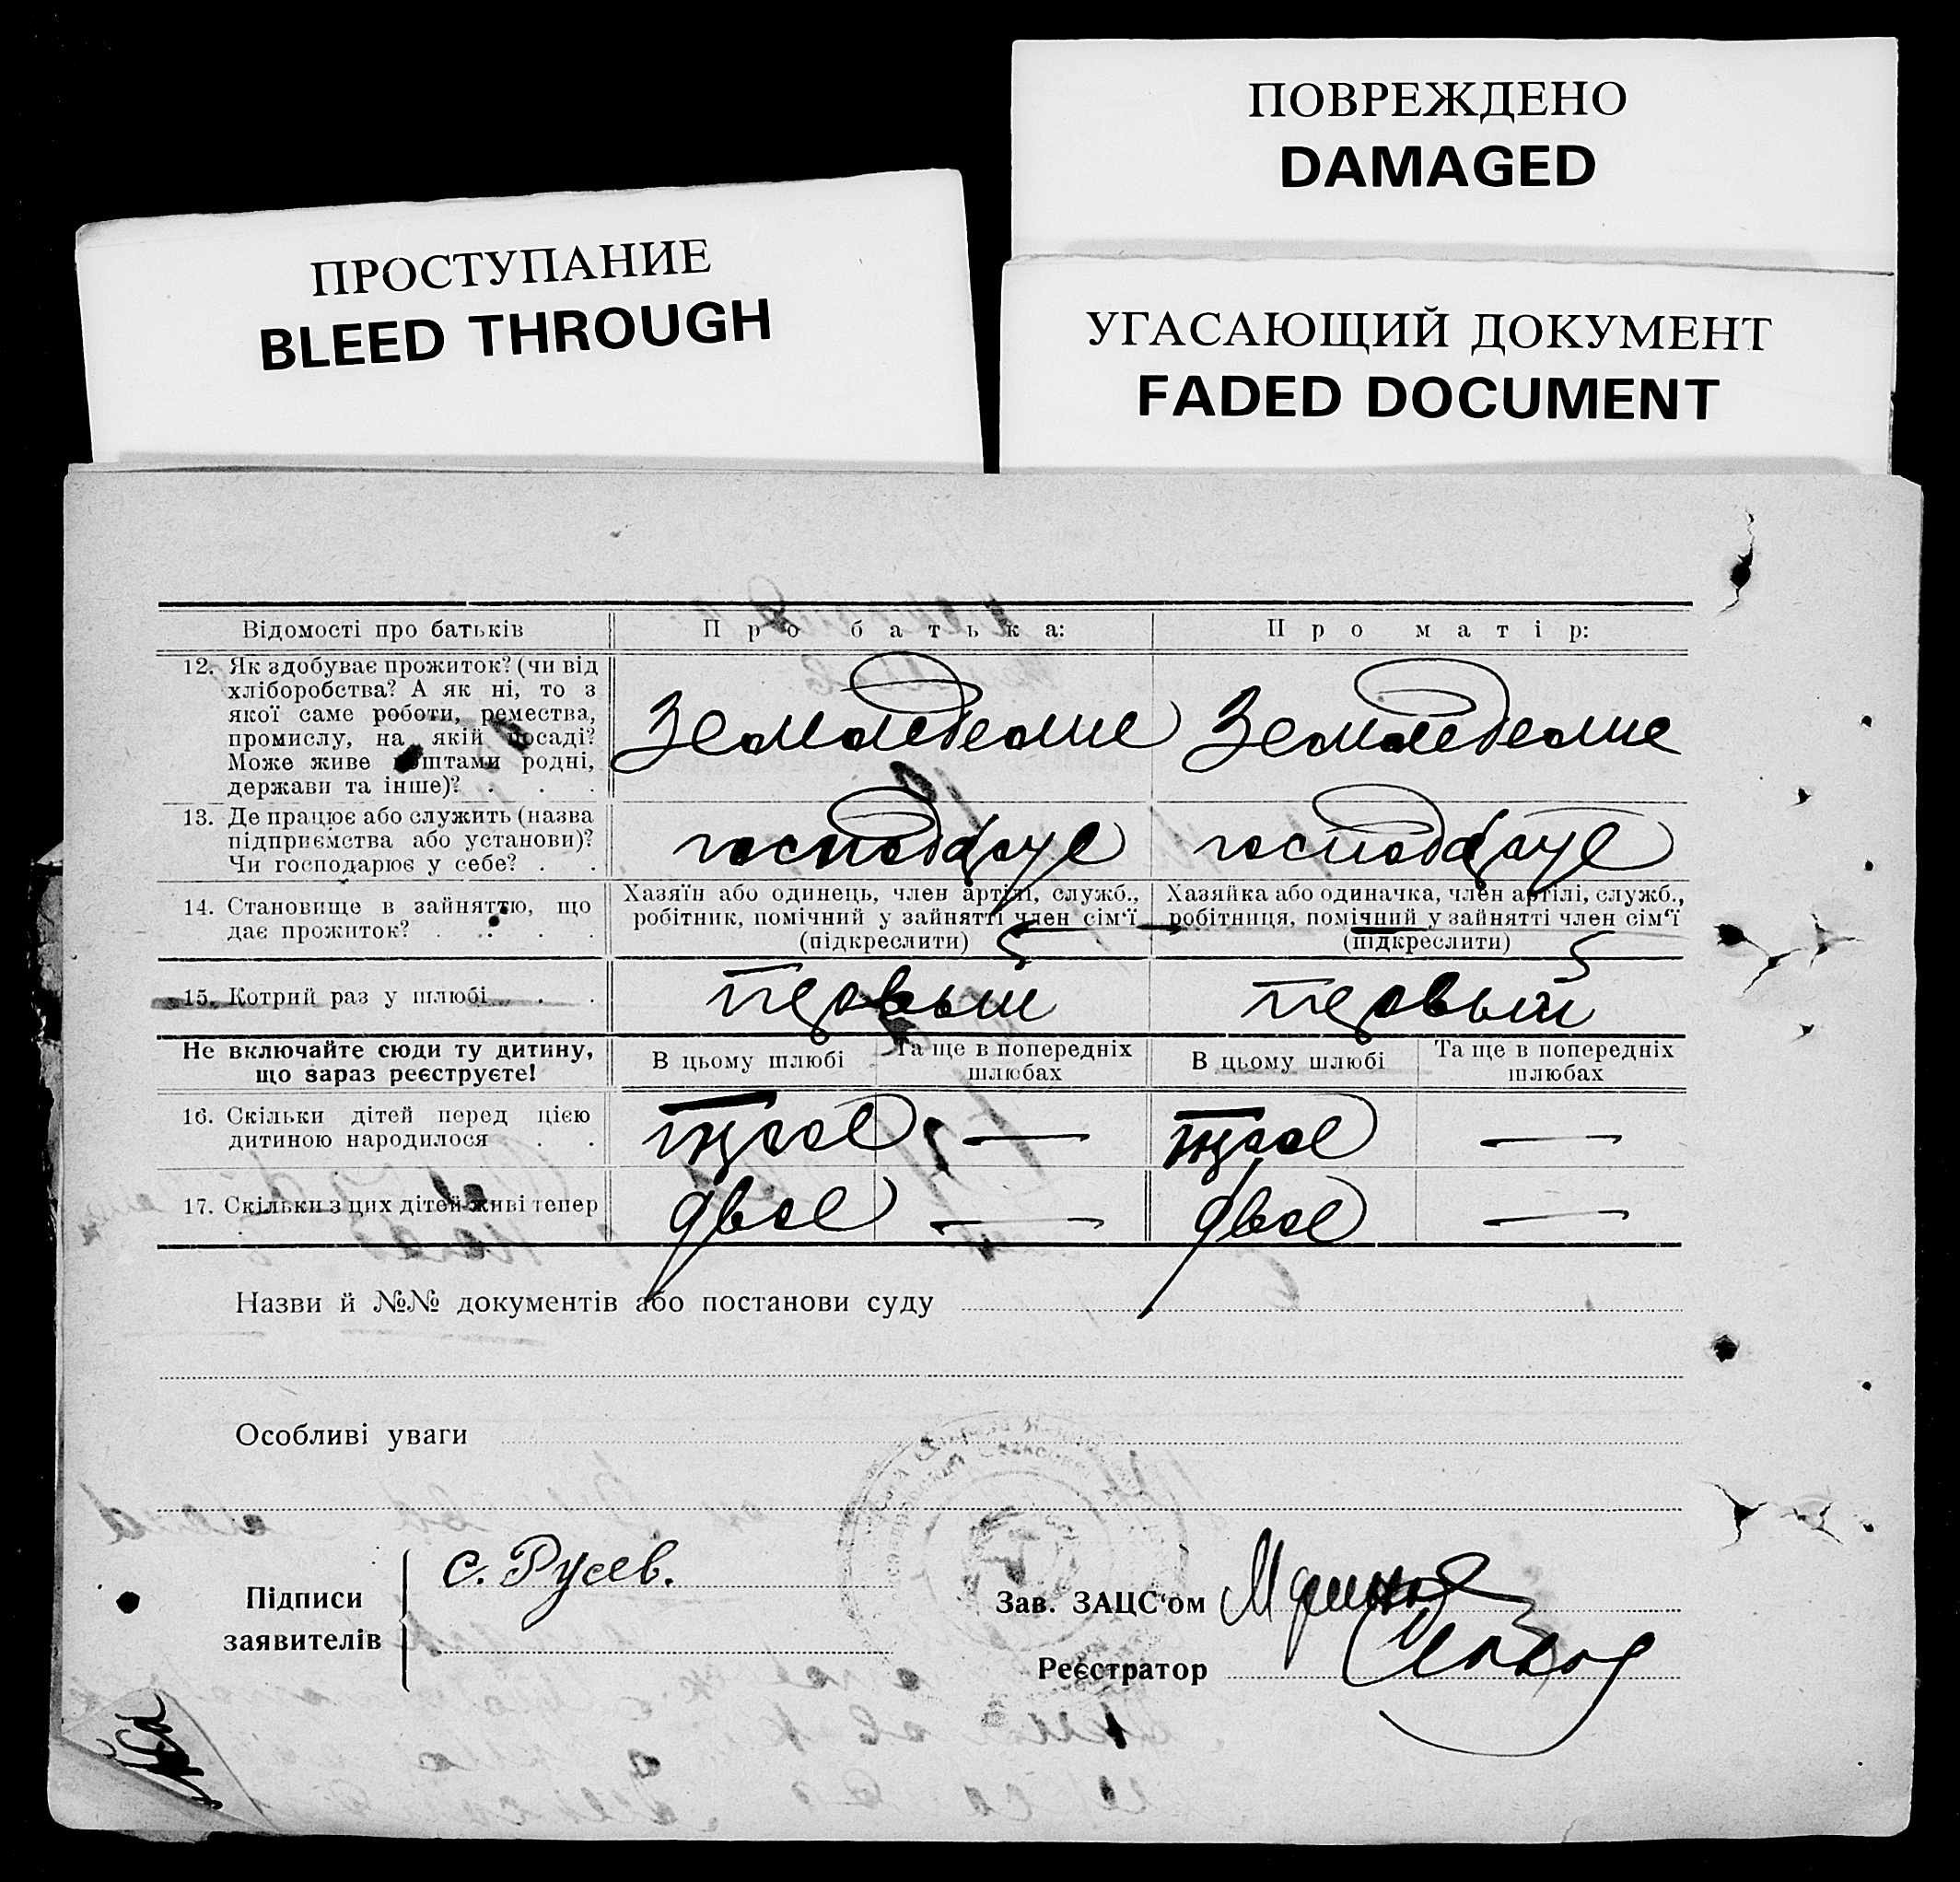 ПОВРЕЖДЕНО
DAMAGED
ПРОСТУПАНИЕ
BLEED THROUGH
УГАСАЮЩИЙ ДОКУМЕНТ
FADED DOCUMENT
Відомості про батьків
Про батька:
Про матір:
12. Як здобуває прожиток? (чи від
хліборобства? А як ні, то з
якої саме роботи, ремества,
промислу, на якій посаді?
Може живе коштами родні,
держави та інше)? . . .
Земледелие
Земледелие
13. Де працює або служить (назва
підприємства або установи)?
Чи господарює у себе? . .
господарує
господарує
14. Становище в зайняттю, що
дає прожиток? . . . .
Хазяїн або одинець, член артілі, служб.,
робітник, помічний у зайнятті член сім'ї
(підкреслити)
Хазяйка або одиначка, член артілі, служб.,
робітниця, помічний у зайнятті член сім'ї
(підкреслити)
15. Котрий раз у шлюбі . . .
первый
первый
Не включайте сюди ту дитину,
що зараз реєструєте!
В цьому шлюбі
Та ще в попередніх
шлюбах
В цьому шлюбі
Та ще в попередніх
шлюбах
16. Скільки дітей перед цією
дитиною народилося . .
трое
—
трое
—
17. Скільки з цих дітей живі тепер
двое
—
двое
—
Назви й №№ документів або постанови суду
Особливі уваги
Підписи
заявителів
С. Русев.
Зав. ЗАЦС'ом
Реєстратор